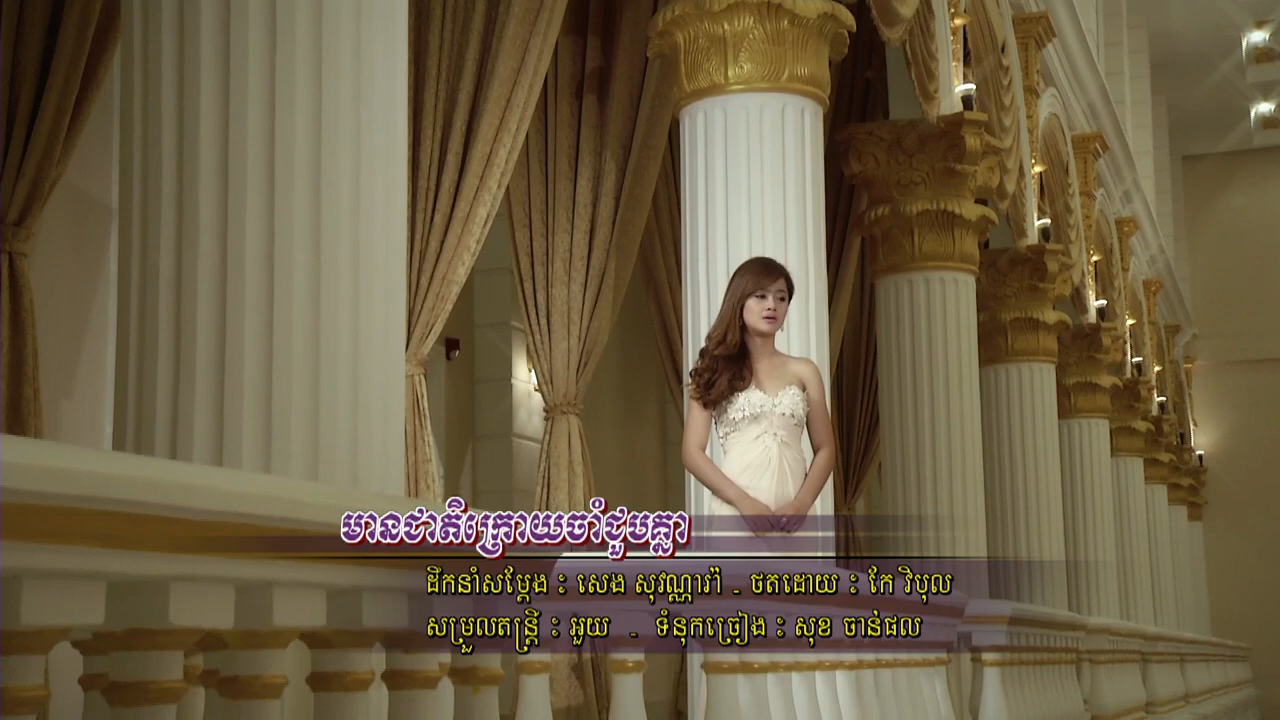 មានជាតិក្រោយចាំជួបគ្នា
ដឹកនាំសម្តែង ៖ សេង សុវណ្ណារ៉ា - ថតដោយ ៖ កែ វិបុល
សម្រួលតន្ត្រី ៖ អួយ - ទំនុកច្រៀង ៖ សុខ ចាន់ផល